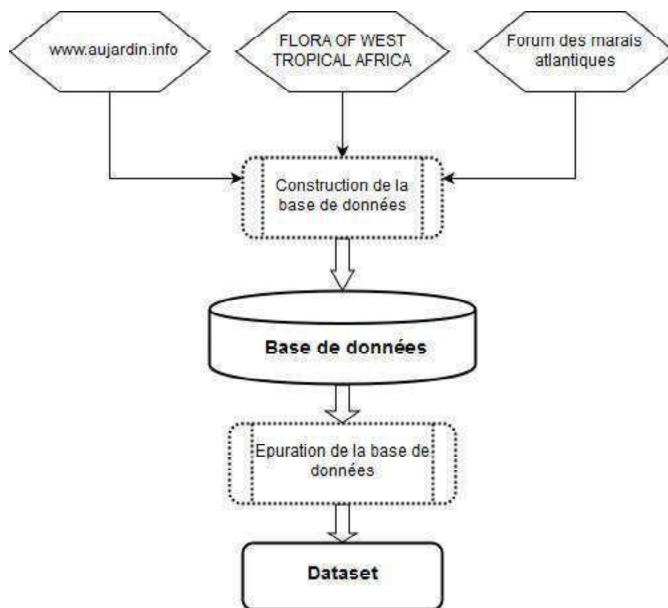 www.aujardin.info
FLORA OF WEST
TROPICAL AFRICA
Forum des marais
atlantiques
Construction de la
base de données
Base de données
Epuration de la base de
données
Dataset